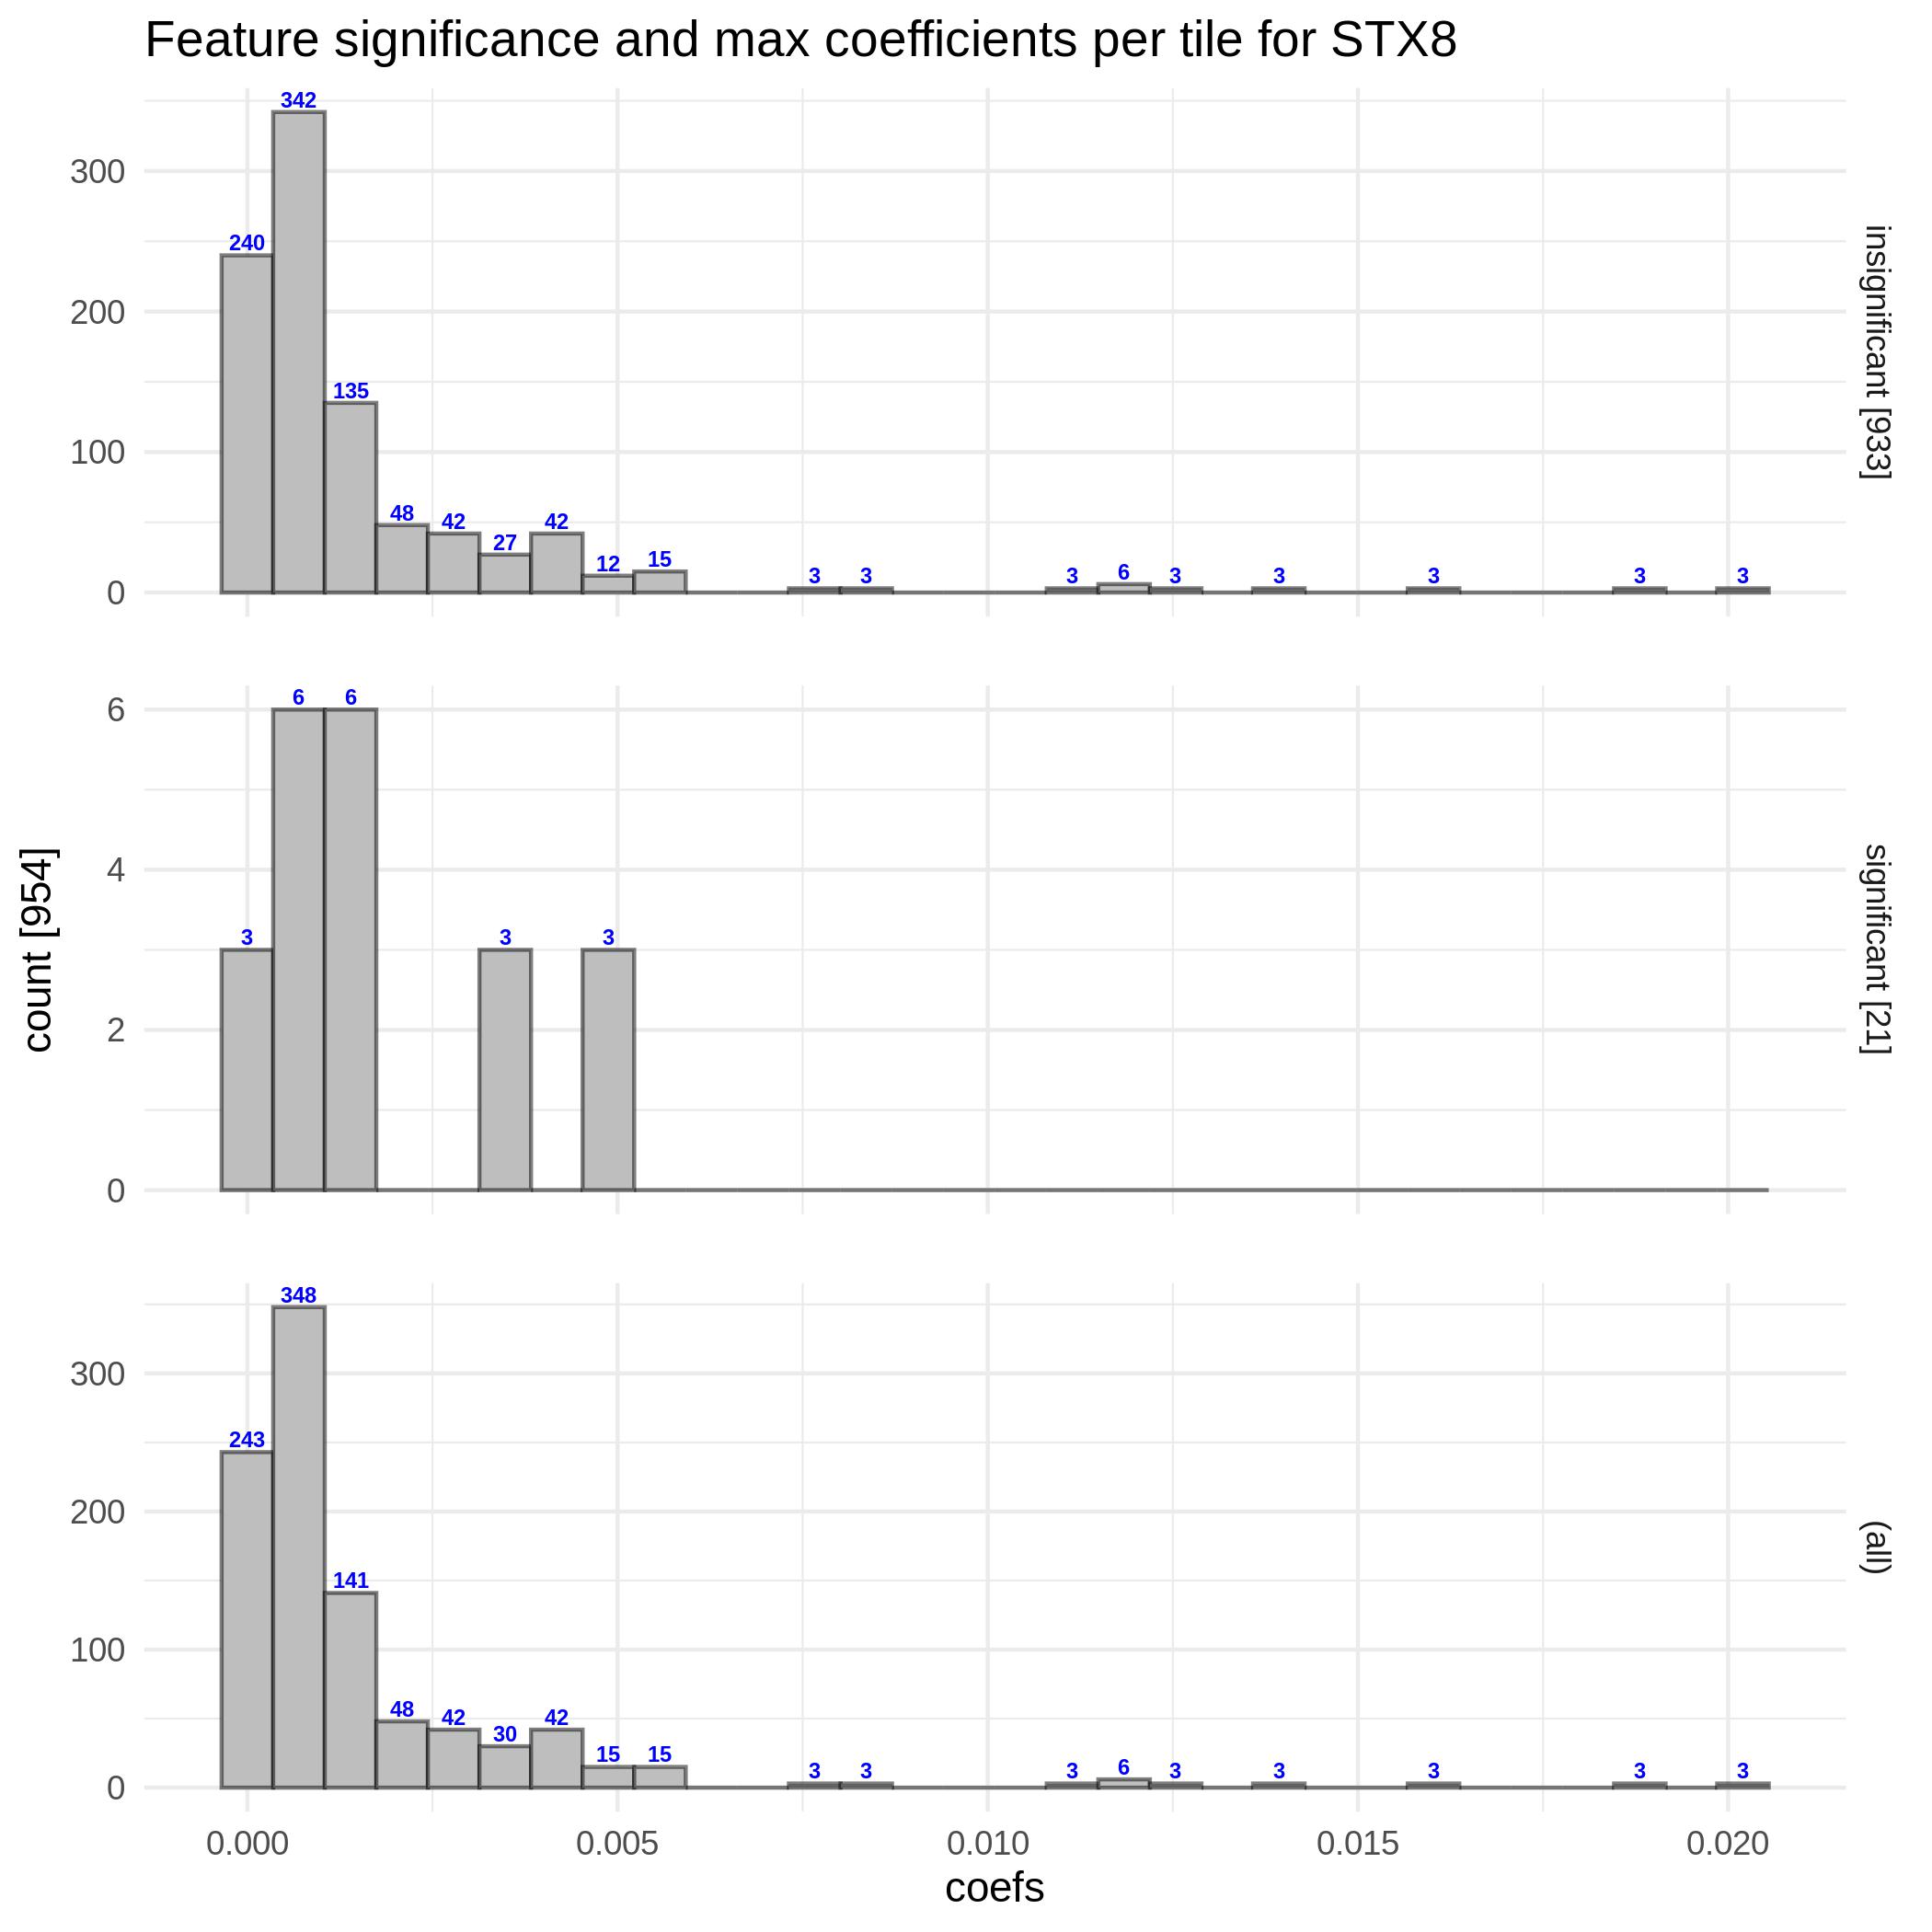 Feature significance and max coefficients per tile for STX8
342
300
240
200
135
100
48 42 27 42 12 15 3 3 3 6 3 3 3 3 3
0
insignificant [933]
6 6 6
4
3 3 3
2
0
significant [21]
count [954]
348
300
243
200
141
100
48 42 30 42 15 15 3 3 3 6 3 3 3 3 3
0
(all)
0.000 0.005 0.010 0.015 0.020
coefs